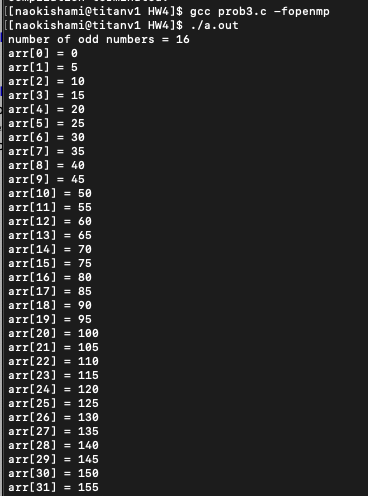 [[naokishami@titanv1 HW4]$ gcc prob3.c -fopenmp
[[naokishami@titanv1 HW4]$ ./a.out
number of odd numbers = 16
arr[0] = 0
arr[1] = 5
arr[2] = 10
arr[3] = 15
arr[4] = 20
arr[5] = 25
arr[6] = 30
arr[7] = 35
arr[8] = 40
arr[9] = 45
arr[10] = 50
arr[11] = 55
arr[12] = 60
arr[13] = 65
arr[14] = 70
arr[15] = 75
arr[16] = 80
arr[17] = 85
arr[18] = 90
arr[19] = 95
arr[20] = 100
arr[21] = 105
arr[22] = 110
arr[23] = 115
arr[24] = 120
arr[25] = 125
arr[26] = 130
arr[27] = 135
arr[28] = 140
arr[29] = 145
arr[30] = 150
arr[31] = 155